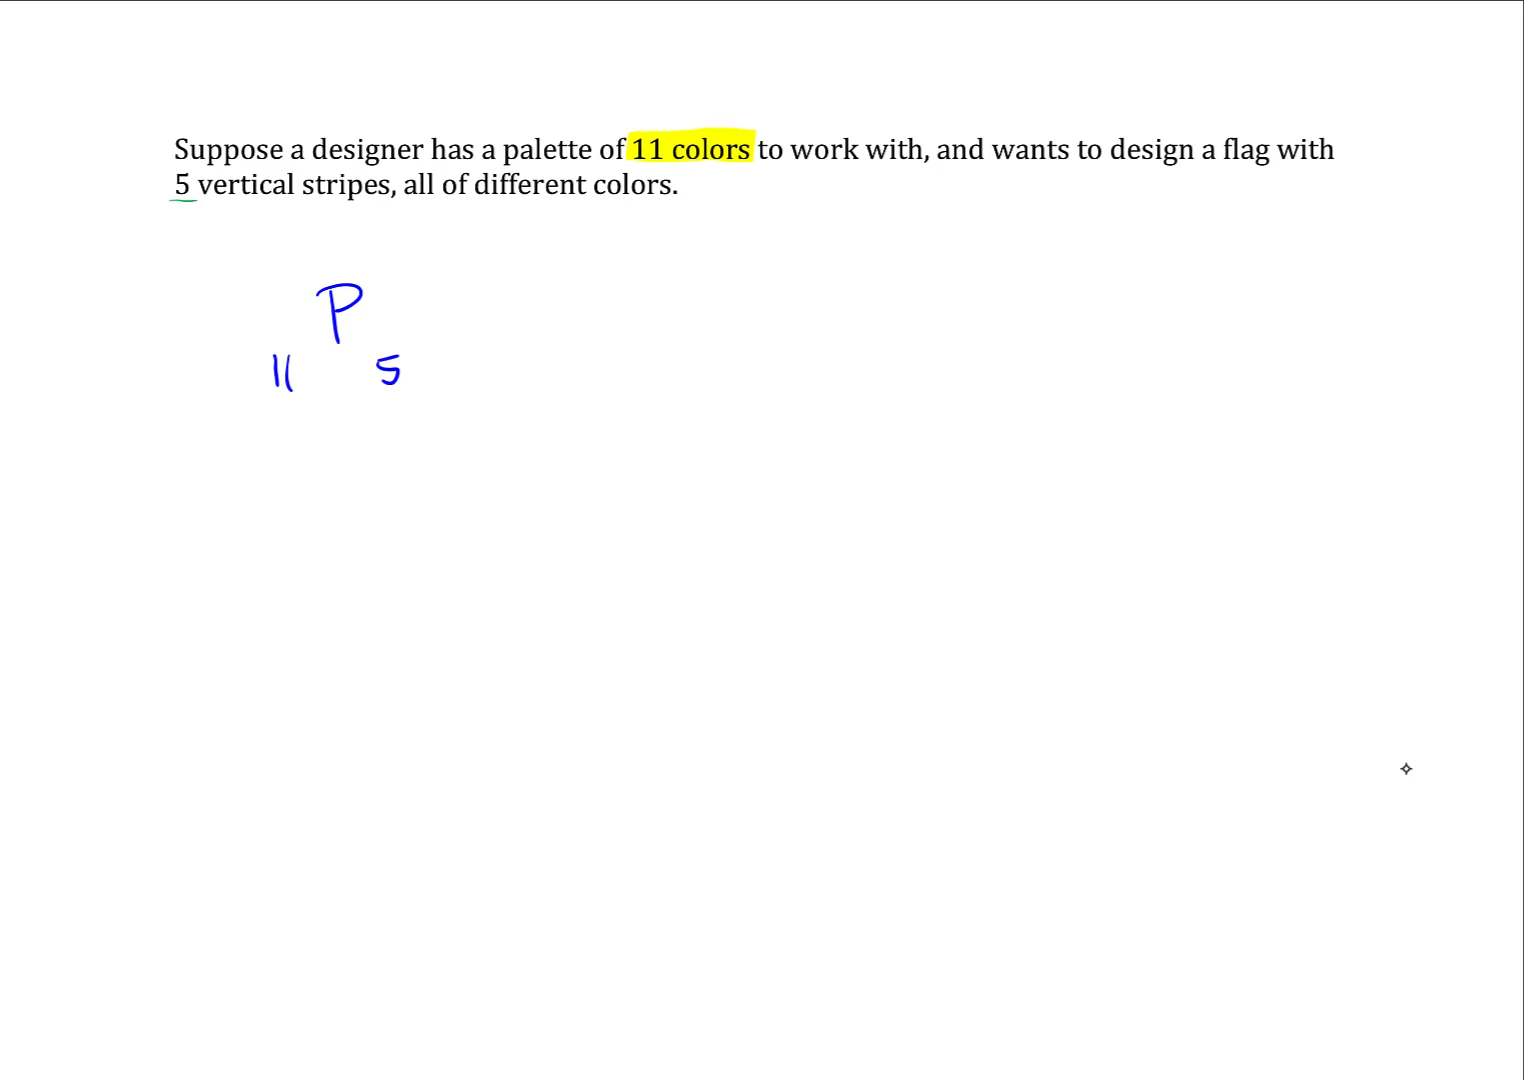 Suppose a designer has a palette of 11 colors to work with, and wants to design a flag with
5 vertical stripes, all of different colors.
P
11 5